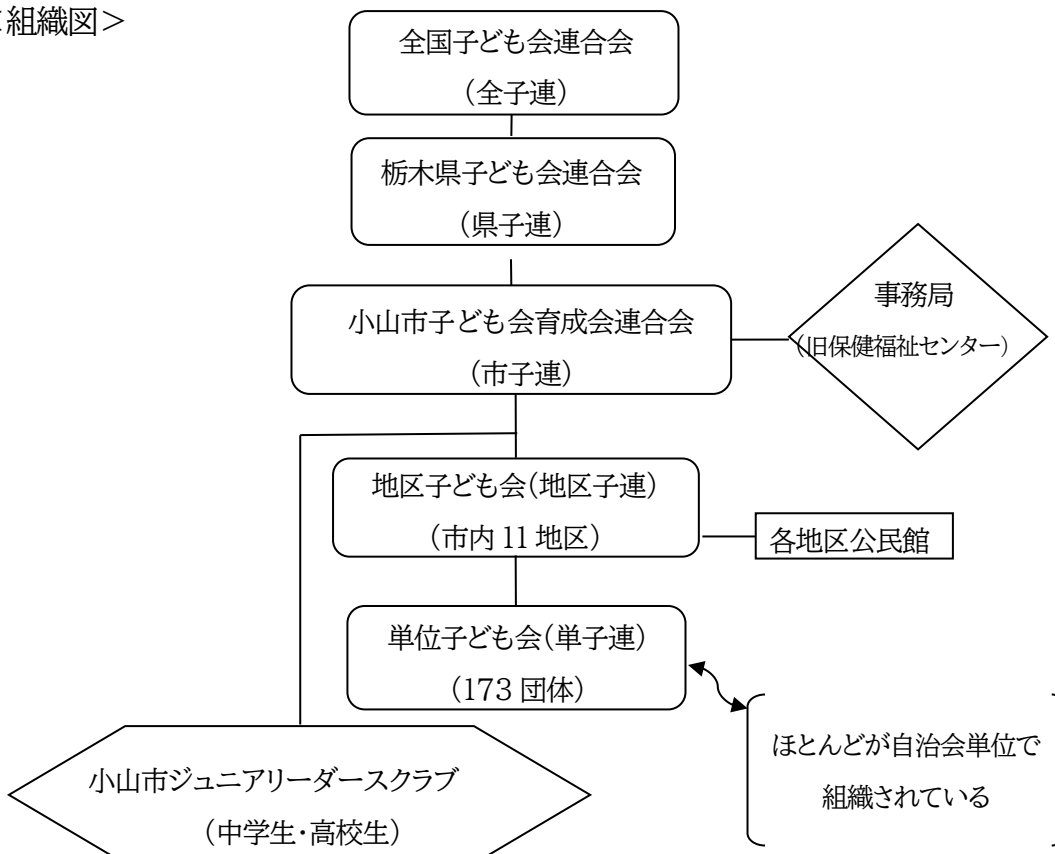 組織図＞
全国子ども会連合会
（全子連）
栃木県子ども会連合会
（県子連）
小山市子ども会育成会連合会
（市子連）
事務局
（旧保健福祉センター）
地区子ども会（地区子連）
（市内 11 地区）
各地区公民館
単位子ども会（単子連）
（173 団体）
ほとんどが自治会単位で
組織されている
小山市ジュニアリーダースクラブ
（中学生・高校生）